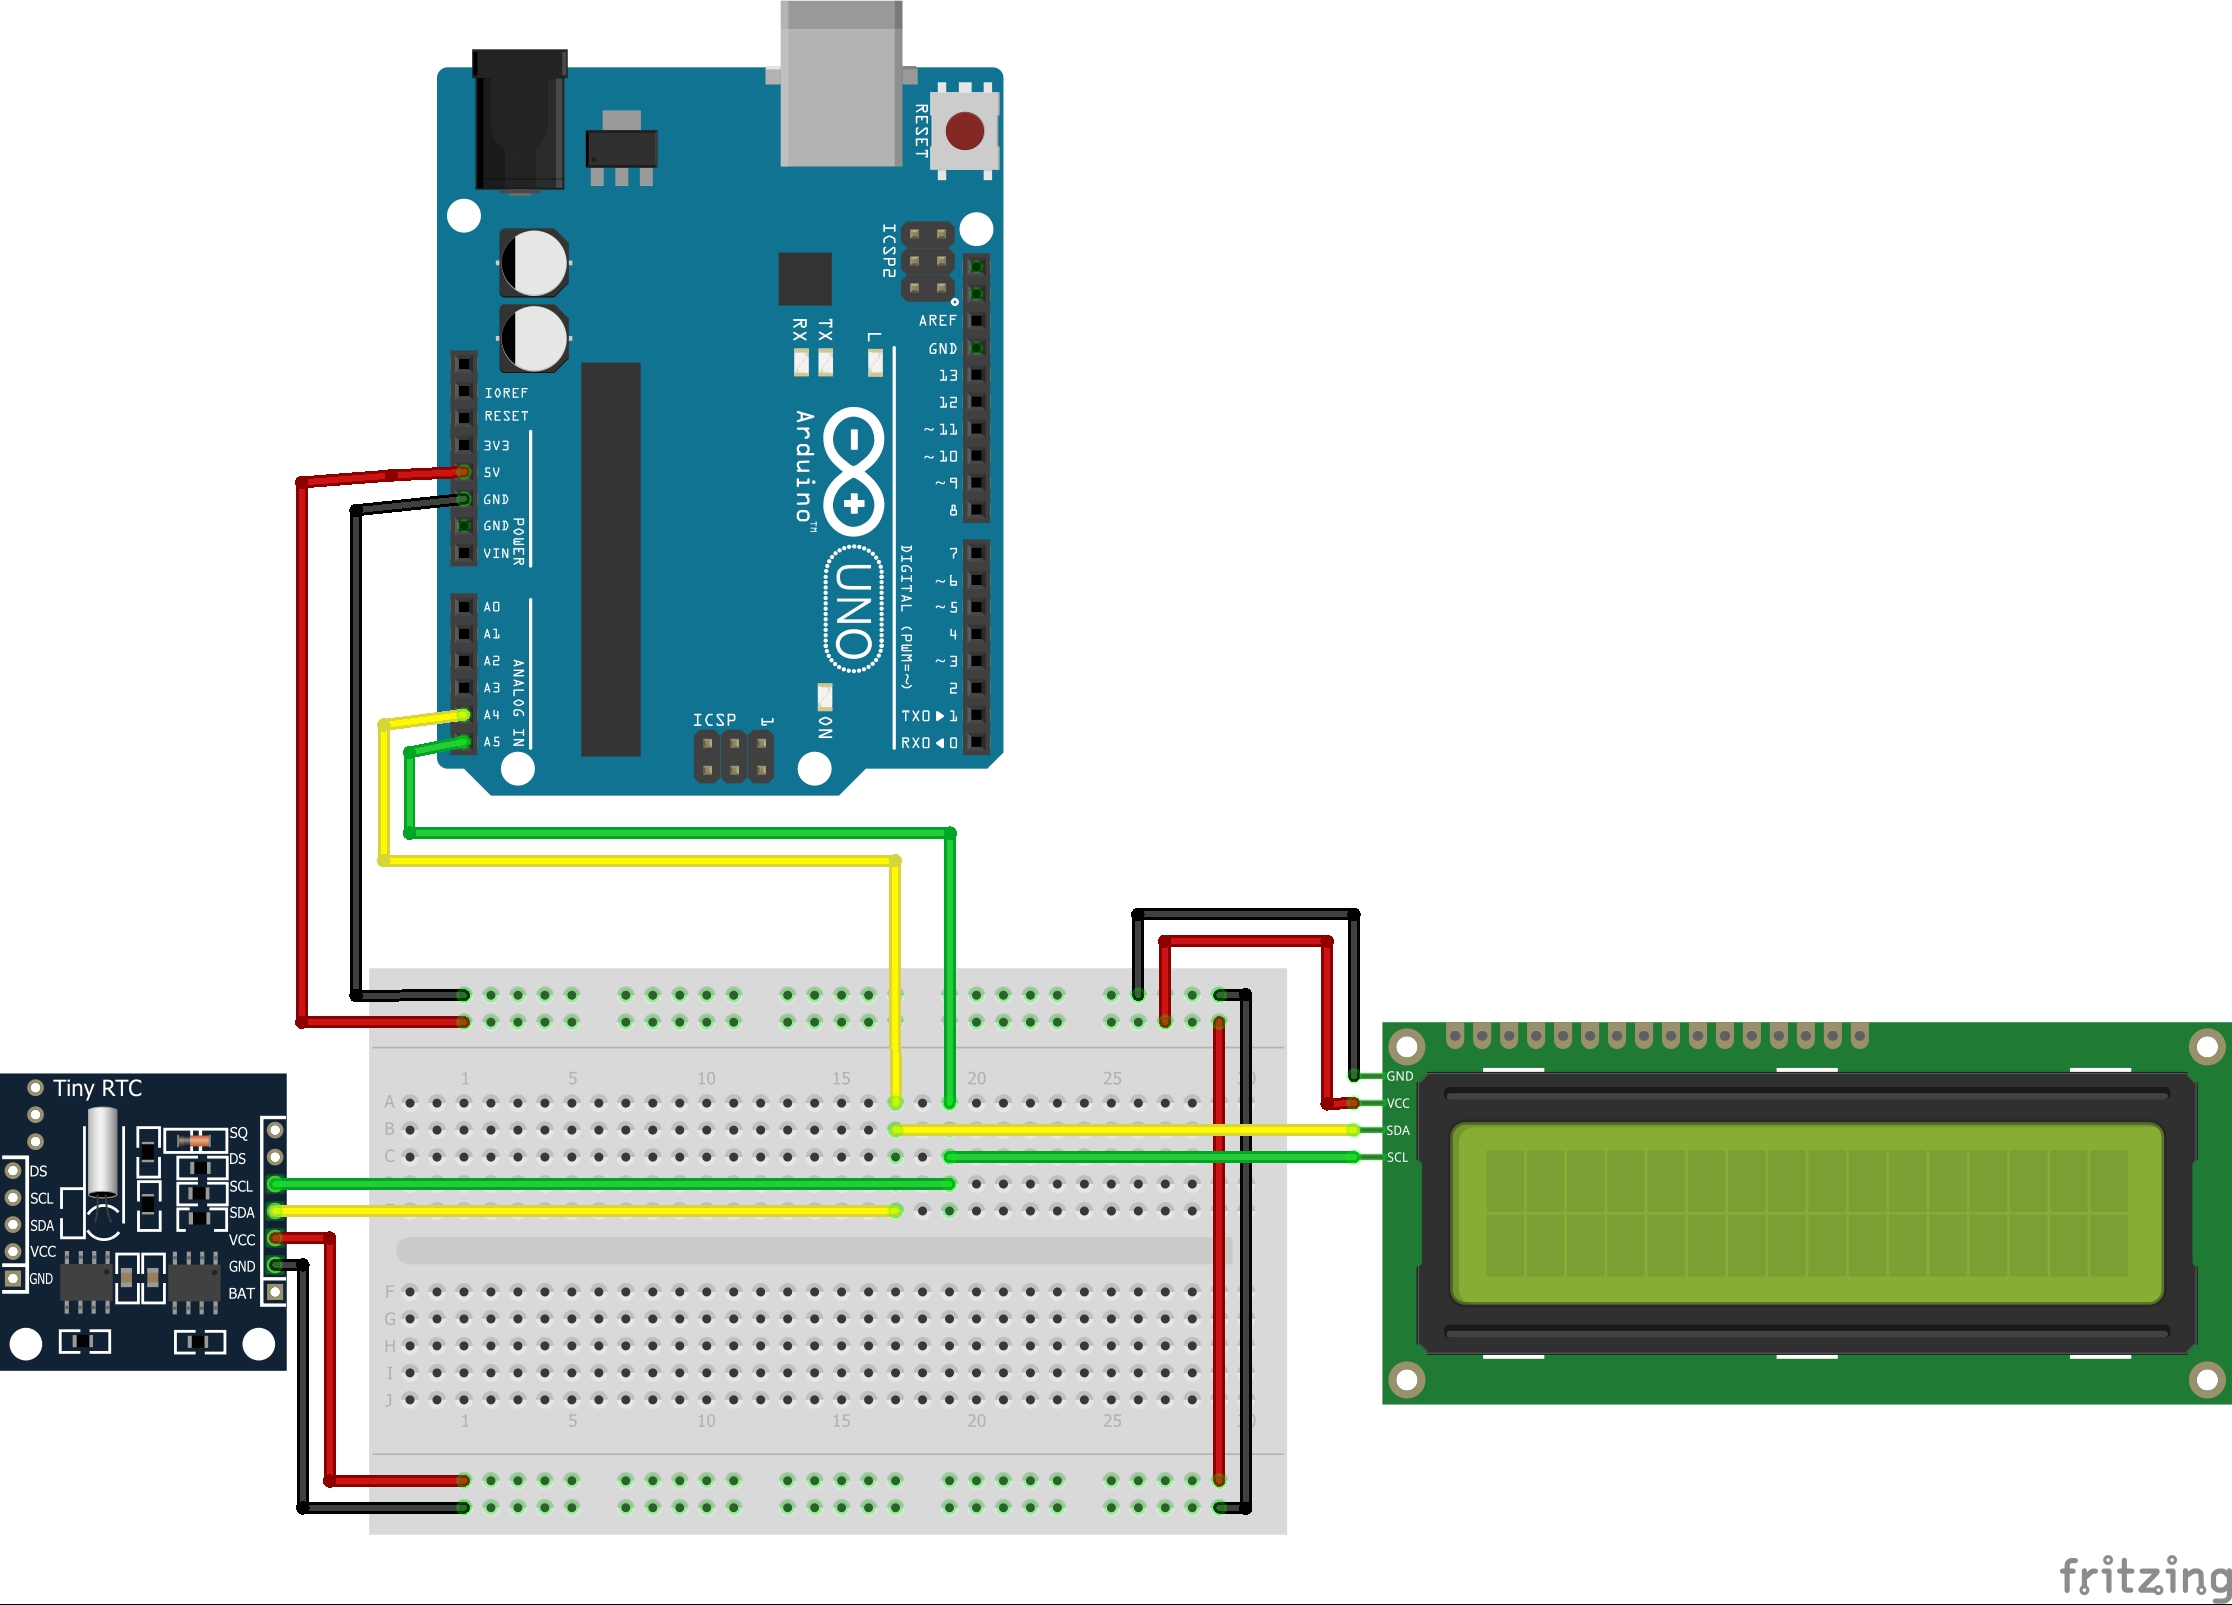 RESET
ICSP2
AREF
GND
13
12
~11
~10
~9
8
7
~6
~5
4
~3
2
TX0▶1
RX0◀0
RX
TX
L
IOREF
RESET
3V3
5V
GND
GND
VIN
POWER
A0
A1
A2
A3
A4
A5
ANALOG IN
Arduino™
UNO
DIGITAL (PWM=~)
ICSP
1
ON
1 5 10 15 20 25
A
B
C
F
G
H
I
J
1 5 10 15 20 25
Tiny RTC
SQ
DS
SCL
SDA
VCC
GND
BAT
DS
SCL
SDA
VCC
GND
GND
VCC
SDA
SCL
fritzing